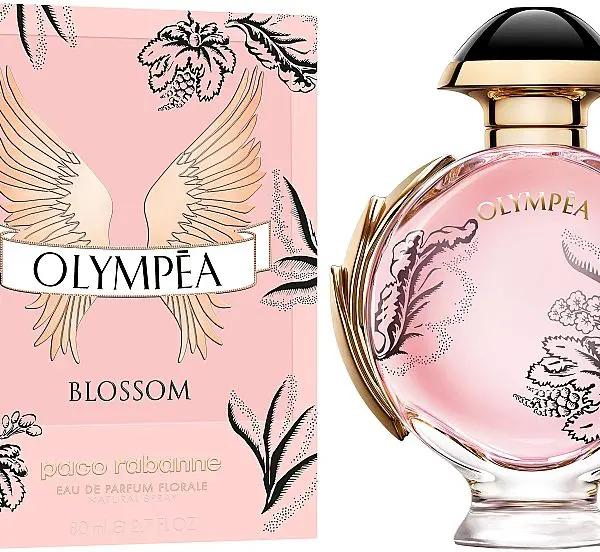 OLYMPĒA
BLOSSOM
paco rabanne
EAU DE PARFUM FLORALE
NATURAL SPRAY
80 ml ℮ 2.7 FL.OZ
OLYMPĒA